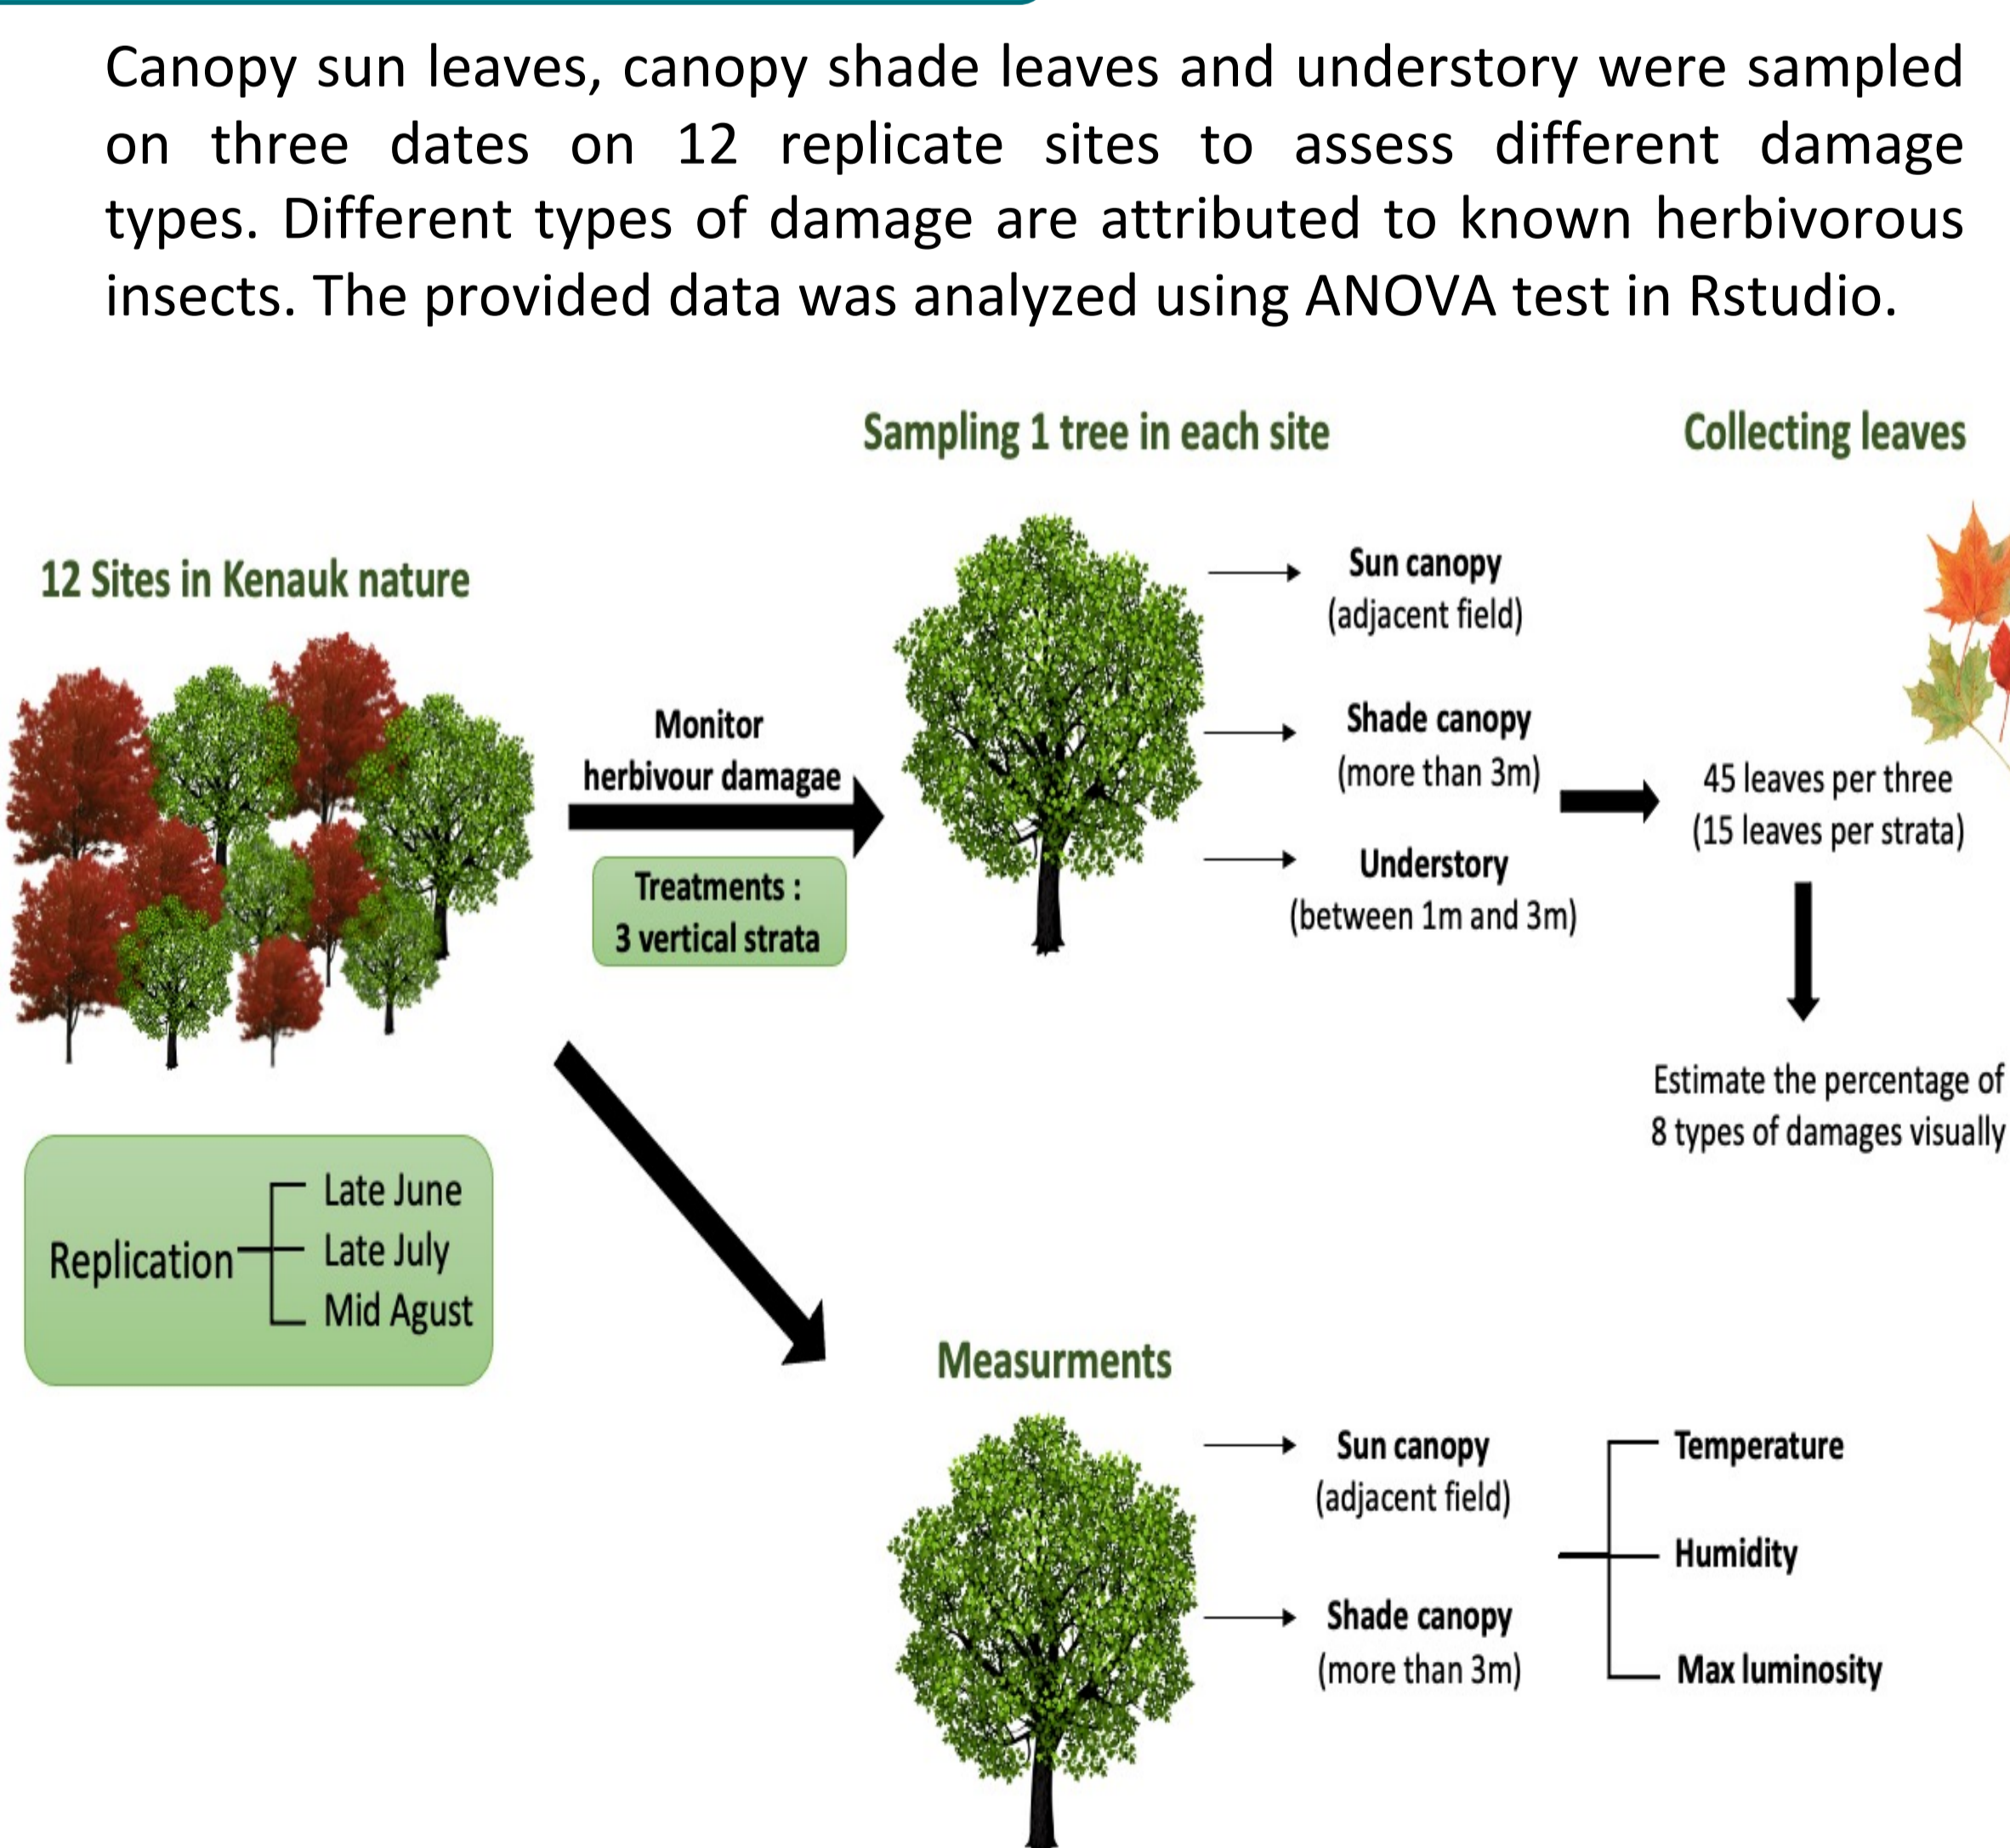 Canopy sun leaves, canopy shade leaves and understory were sampled
on three dates on 12 replicate sites to assess different damage
types. Different types of damage are attributed to known herbivorous
insects. The provided data was analyzed using ANOVA test in Rstudio.
12 Sites in Kenauk nature
Replication
Late June
Late July
Mid Agust
Monitor
herbivour damagae
Treatments :
3 vertical strata
Sampling 1 tree in each site
Sun canopy
(adjacent field)
Shade canopy
(more than 3m)
Understory
(between 1m and 3m)
Collecting leaves
45 leaves per three
(15 leaves per strata)
Estimate the percentage of
8 types of damages visually
Measurments
Sun canopy
(adjacent field)
Shade canopy
(more than 3m)
Temperature
Humidity
Max luminosity